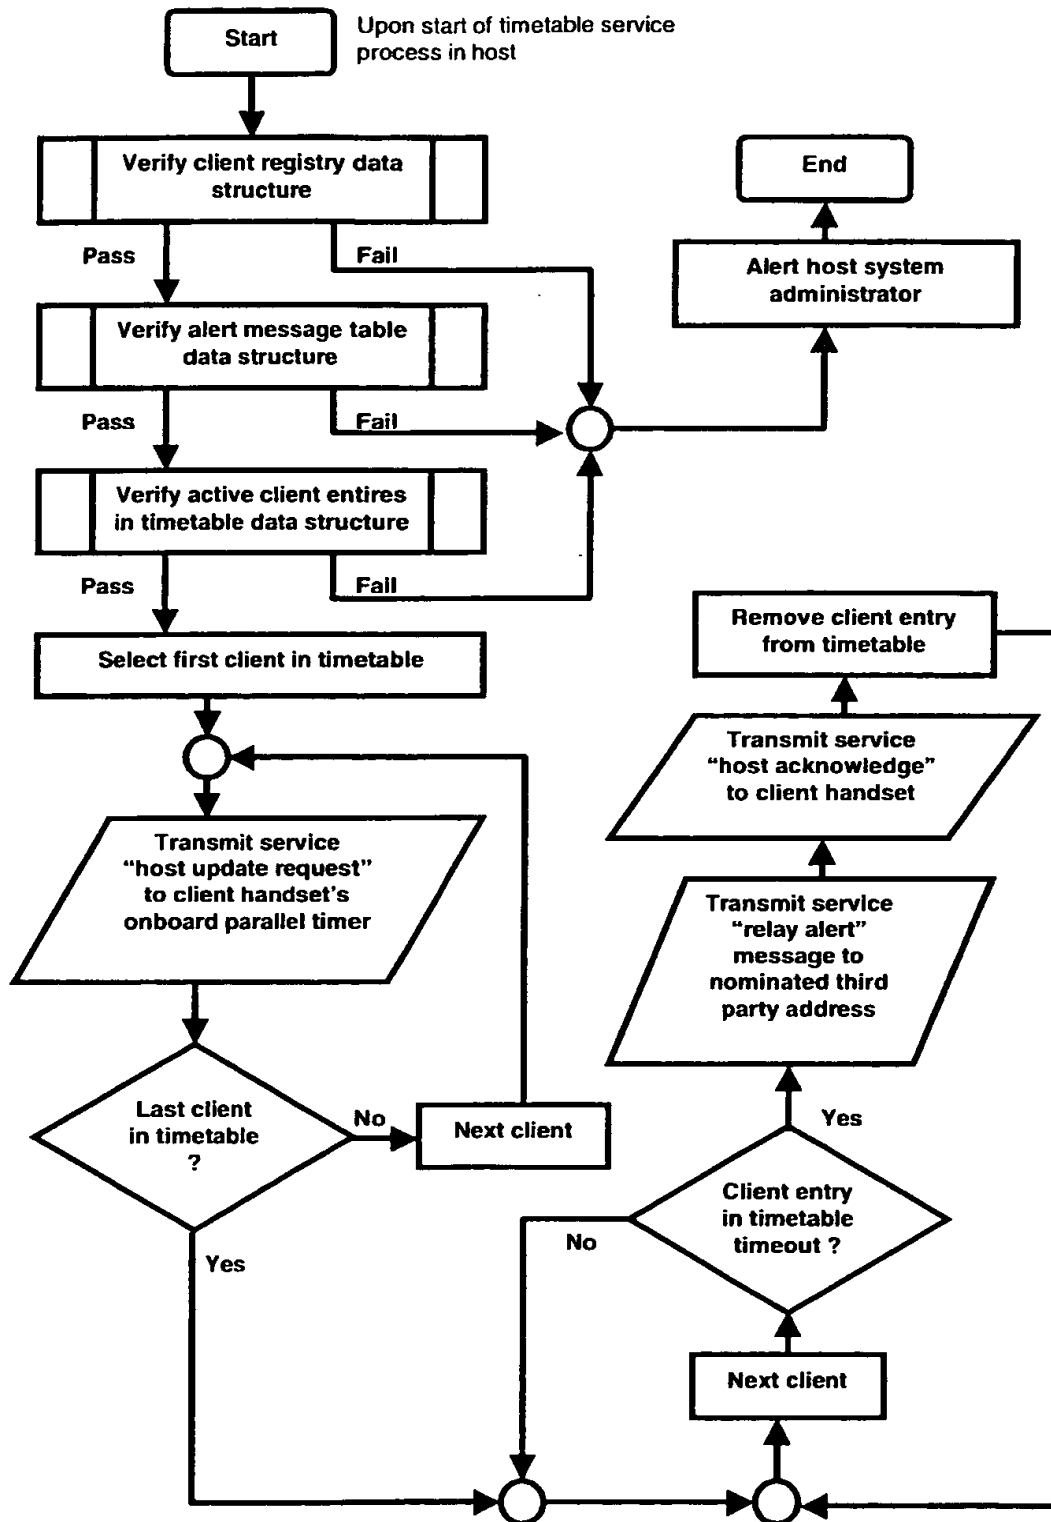 Start
Upon start of timetable service
process in host
Verify client registry data
structure
End
Pass
Fail
Alert host system
administrator
Verify alert message table
data structure
Pass
Fail
Verify active client entires
in timetable data structure
Pass
Fail
Remove client entry
from timetable
Select first client in timetable
Transmit service
“host acknowledge”
to client handset
Transmit service
“host update request”
to client handset's
onboard parallel timer
Transmit service
“relay alert”
message to
nominated third
party address
Last client
in timetable
?
No
Next client
Yes
Client entry
in timetable
timeout ?
No
Yes
Next client